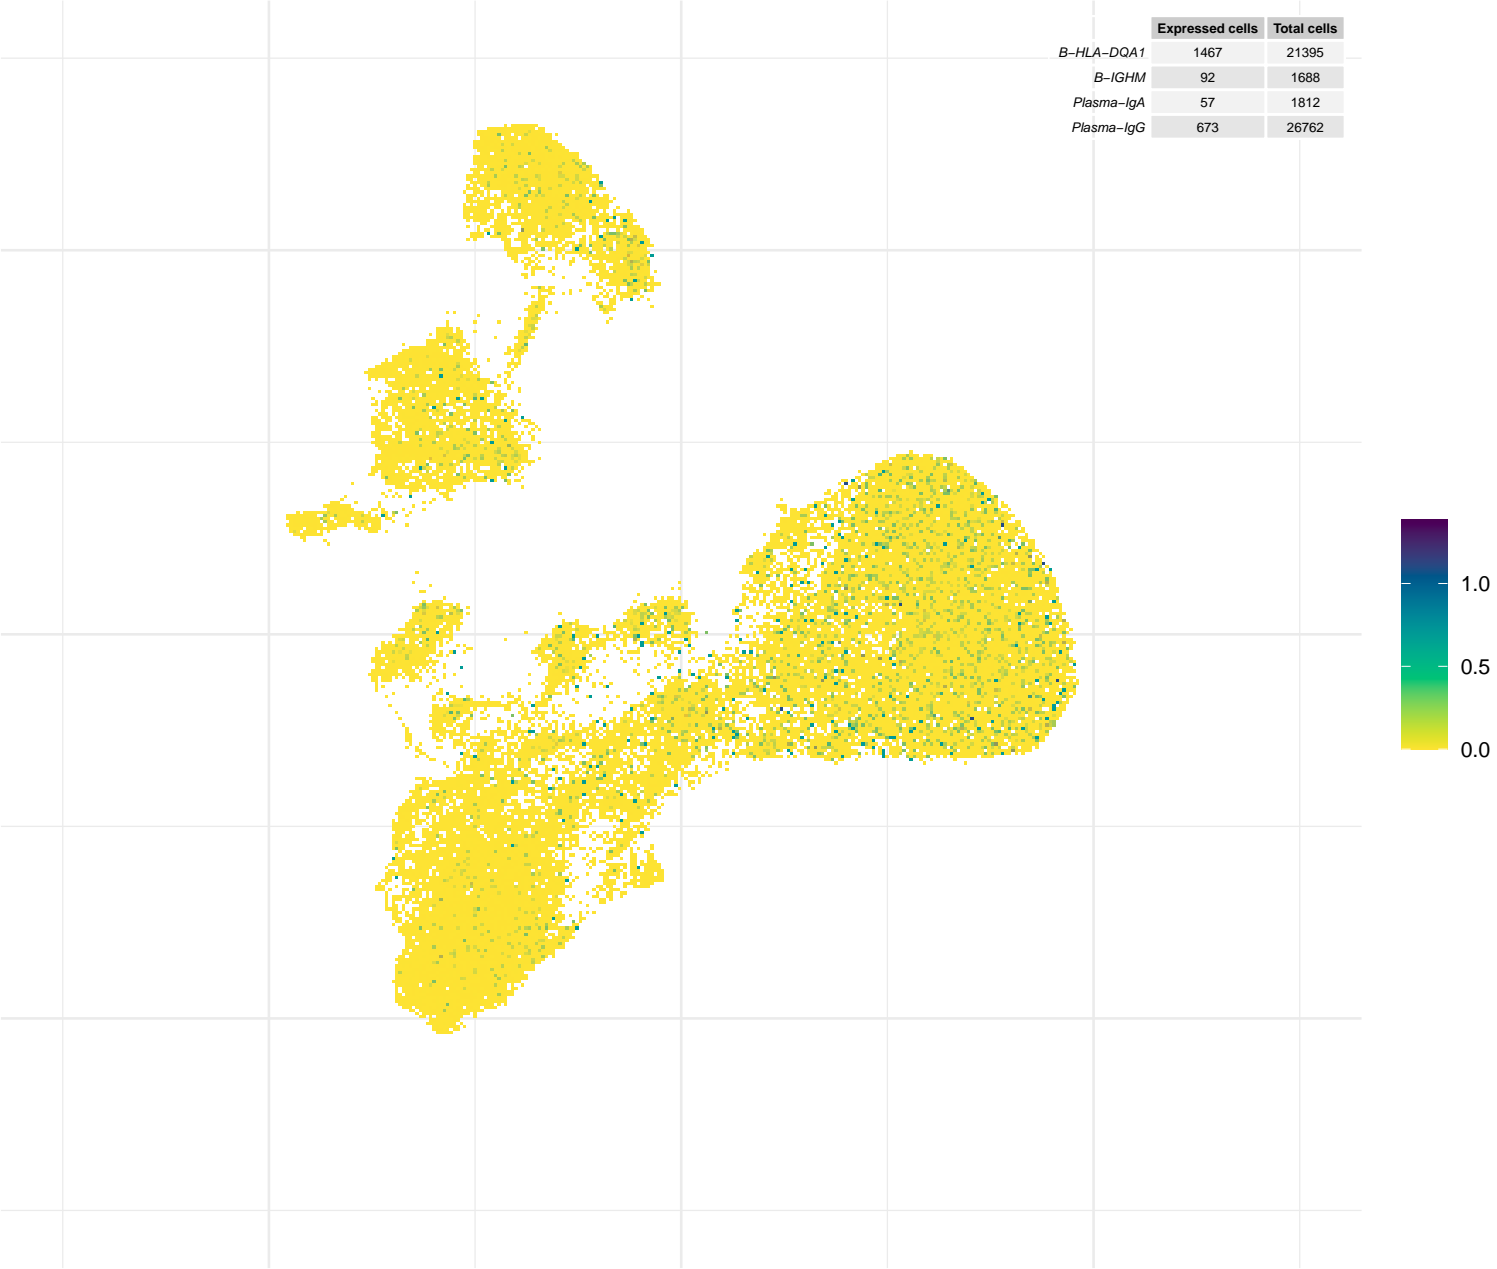 Expressed cells Total cells
B−HLA−DQA1 1467 21395
B−IGHM 92 1688
Plasma−IgA 57 1812
Plasma−IgG 673 26762
1.0
0.5
0.0